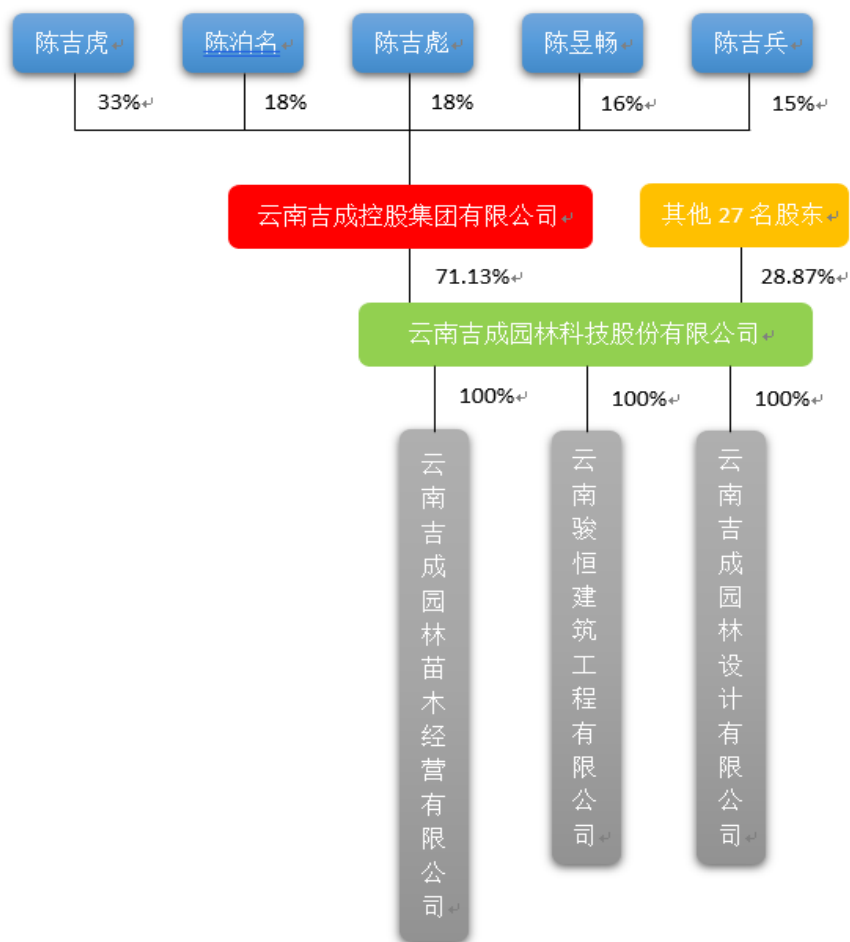 陈吉虎
陈泊名
陈吉彪
陈昱畅
陈吉兵
33%
18%
18%
16%
15%
云南吉成控股集团有限公司
其他 27 名股东
71.13%
28.87%
云南吉成园林科技股份有限公司
100%
100%
100%
云南吉成园林苗木经营有限公司
云南骏恒建筑工程有限公司
云南吉成园林设计有限公司